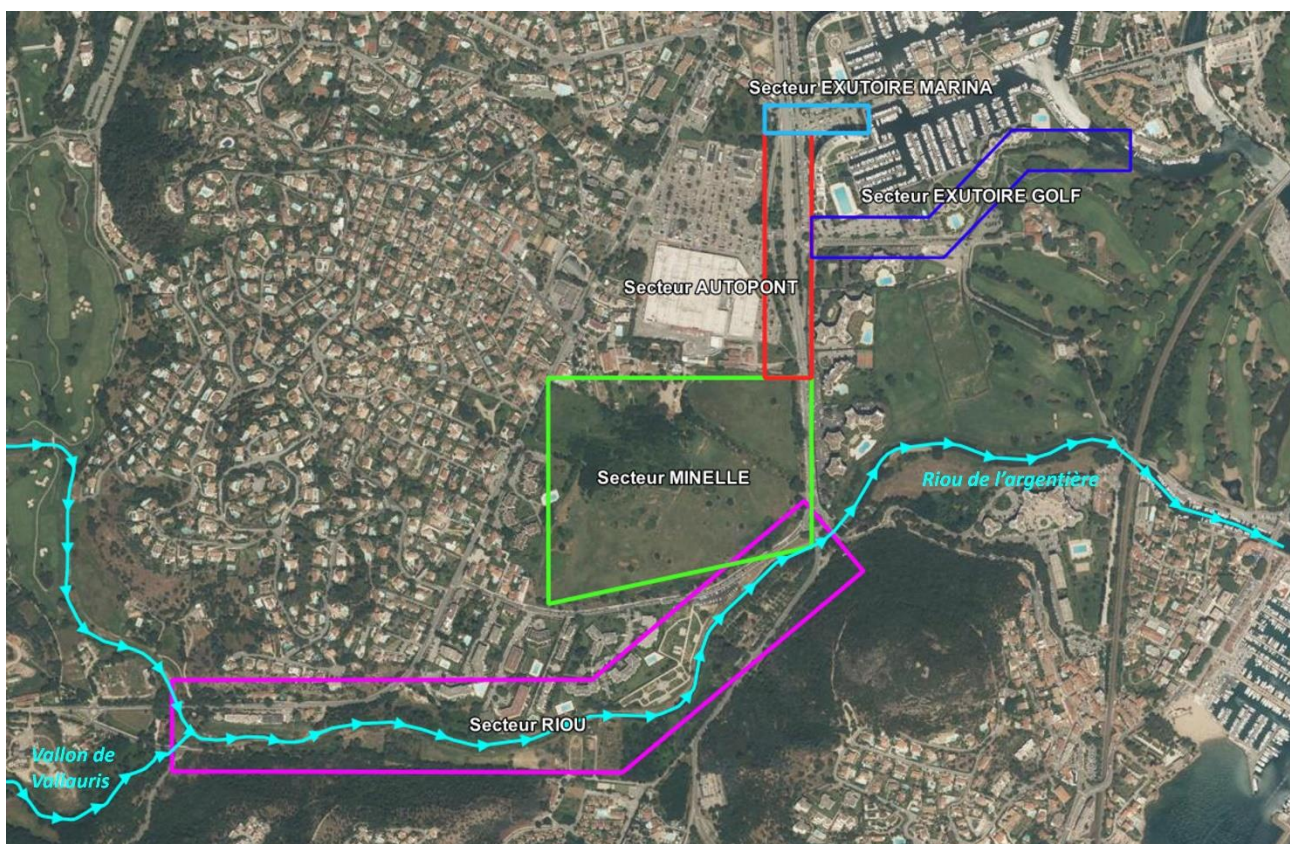 Secteur EXUTOIRE MARINA
Secteur EXUTOIRE GOLF
Secteur AUTOPONT
Secteur MINELLE
Riou de l'argentière
Secteur RIOU
Vallon de
Vallauris